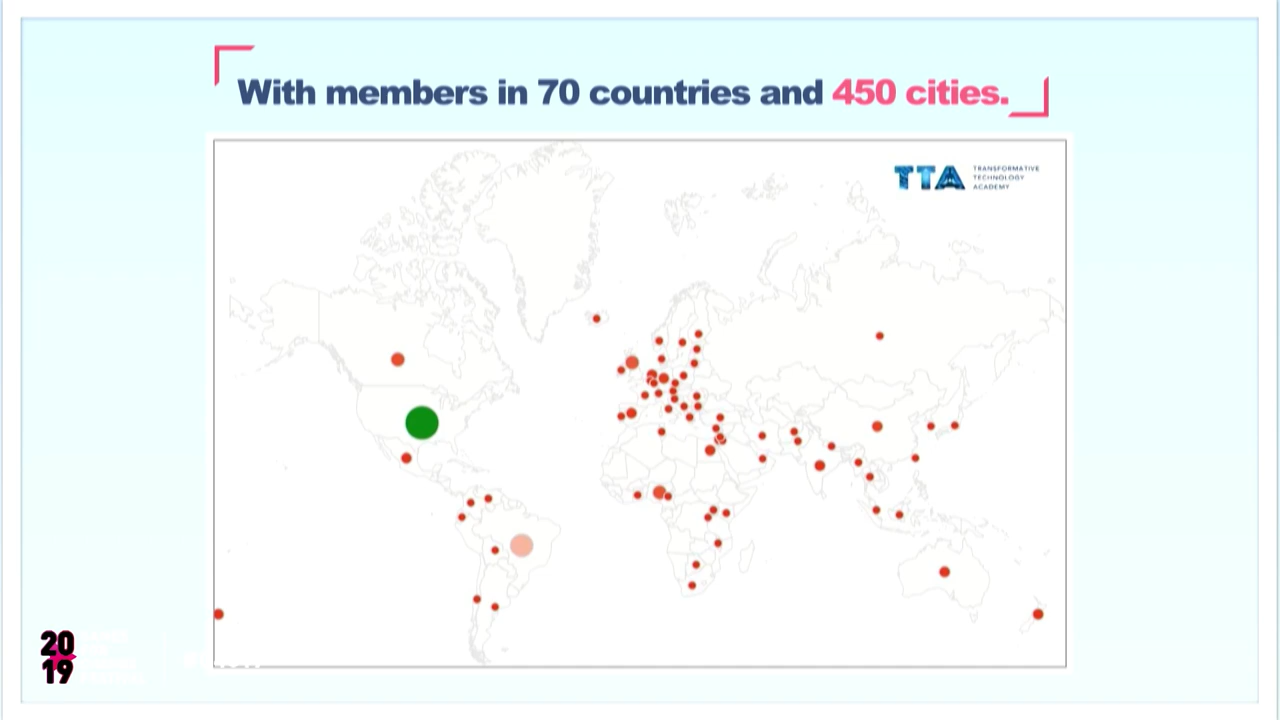 With members in 70 countries and 450 cities.
TTA
TRANSFORMATIVE
TECHNOLOGY
ACADEMY
20
19